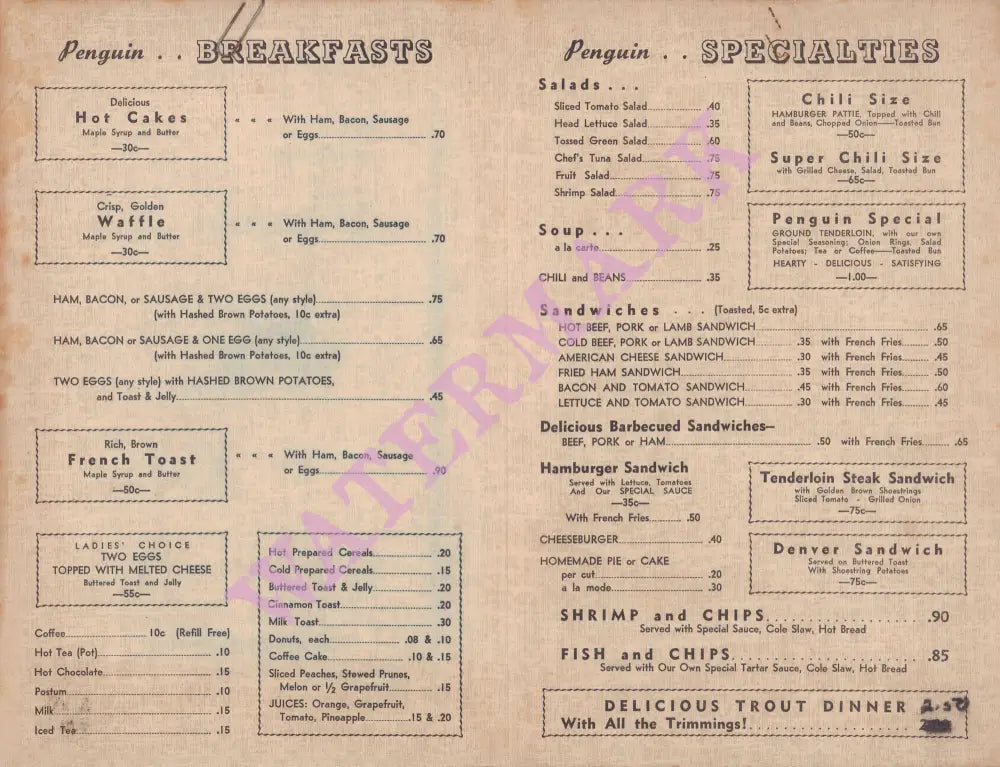 Penguin . . BREAKFASTS
Delicious
Hot Cakes
Maple Syrup and Butter
—30c—
« « « With Ham, Bacon, Sausage
or Eggs .70
Crisp, Golden
Waffle
Maple Syrup and Butter
—30c—
« « « With Ham, Bacon, Sausage
or Eggs .70
HAM, BACON, or SAUSAGE & TWO EGGS (any style) .75
(with Hashed Brown Potatoes, 10c extra)
HAM, BACON or SAUSAGE & ONE EGG (any style) .65
(with Hashed Brown Potatoes, 10c extra)
TWO EGGS (any style) with HASHED BROWN POTATOES,
and Toast & Jelly .45
Rich, Brown
French Toast
Maple Syrup and Butter
—50c—
« « « With Ham, Bacon, Sausage
or Eggs .90
LADIES' CHOICE
TWO EGGS
TOPPED WITH MELTED CHEESE
Buttered Toast and Jelly
—55c—
Coffee 10c (Refill Free)
Hot Tea (Pot) .10
Hot Chocolate .15
Postum .10
Milk .15
Iced Tea .15
Hot Prepared Cereals .20
Cold Prepared Cereals .15
Buttered Toast & Jelly .20
Cinnamon Toast .20
Milk Toast .30
Donuts, each .08 & .10
Coffee Cake .10 & .15
Sliced Peaches, Stewed Prunes,
Melon or ½ Grapefruit .15
JUICES: Orange, Grapefruit,
Tomato, Pineapple .15 & .20
Penguin . . SPECIALTIES
Salads . . .
Sliced Tomato Salad .40
Head Lettuce Salad .35
Tossed Green Salad .60
Chef's Tuna Salad .75
Fruit Salad .75
Shrimp Salad .75
Soup . . .
a la carte .25
CHILI and BEANS .35
Chili Size
HAMBURGER PATTIE, Topped with Chill
and Beans, Chopped Onion——Toasted Bun
—50c—
Super Chili Size
with Grilled Cheese, Salad, Toasted Bun
—65c—
Penguin Special
GROUND TENDERLOIN, with our own
Special Seasoning; Onion Rings, Salad
Potatoes; Tea or Coffee——Toasted Bun
HEARTY - DELICIOUS - SATISFYING
—1.00—
Sandwiches . . . (Toasted, 5c extra)
HOT BEEF, PORK or LAMB SANDWICH .65
COLD BEEF, PORK or LAMB SANDWICH .35 with French Fries .50
AMERICAN CHEESE SANDWICH .30 with French Fries .45
FRIED HAM SANDWICH .35 with French Fries .50
BACON AND TOMATO SANDWICH .45 with French Fries .60
LETTUCE AND TOMATO SANDWICH .30 with French Fries .45
Delicious Barbecued Sandwiches—
BEEF, PORK or HAM .50 with French Fries .65
Hamburger Sandwich
Served with Lettuce, Tomatoes
And Our SPECIAL SAUCE
—35c—
With French Fries .50
CHEESEBURGER .40
HOMEMADE PIE or CAKE
per cut .20
a la mode .30
Tenderloin Steak Sandwich
with Golden Brown Shoestrings
Sliced Tomato - Grilled Onion
—75c—
Denver Sandwich
Served on Buttered Toast
With Shoestring Potatoes
—75c—
SHRIMP and CHIPS .90
Served with Special Sauce, Cole Slaw, Hot Bread
FISH and CHIPS .85
Served with Our Own Special Tartar Sauce, Cole Slaw, Hot Bread
DELICIOUS TROUT DINNER 2.50
With All the Trimmings!
WATERMARK